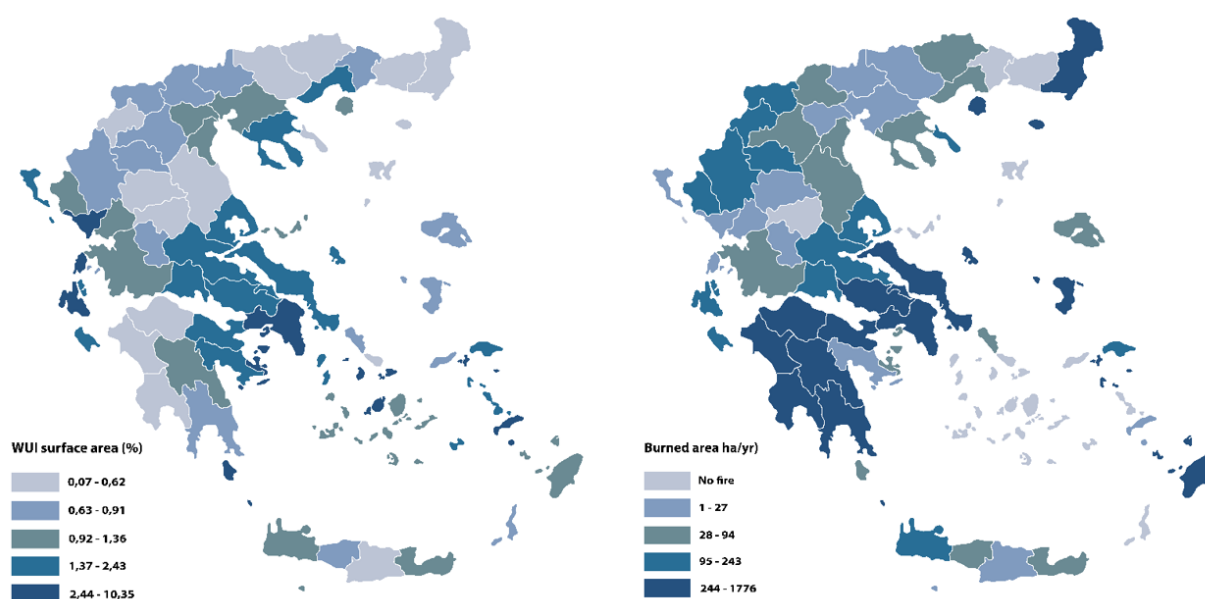 WUI surface area (%)
0,07 - 0,62
0,63 - 0,91
0,92 - 1,36
1,37 - 2,43
2,44 - 10,35
Burned area ha/yr)
No fire
1 - 27
28 - 94
95 - 243
244 - 1776